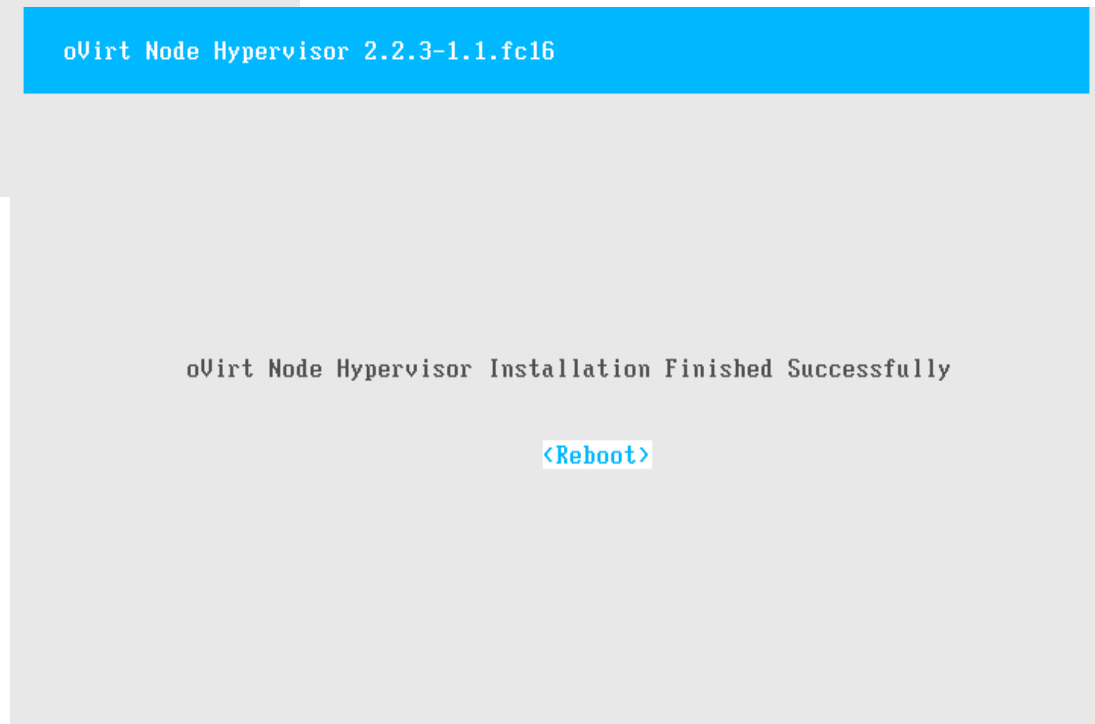 oVirt Node Hypervisor 2.2.3-1.1.fc16
oVirt Node Hypervisor Installation Finished Successfully
<Reboot>